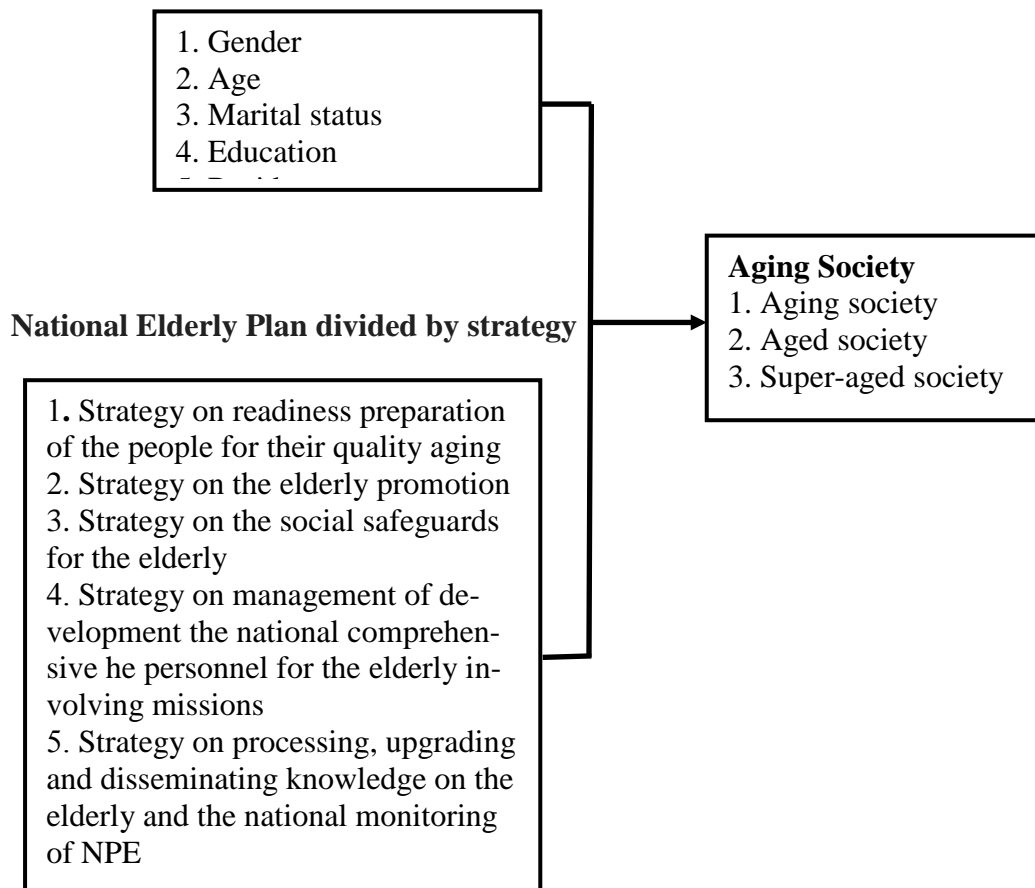 1. Gender
2. Age
3. Marital status
4. Education
National Elderly Plan divided by strategy
1. Strategy on readiness preparation
of the people for their quality aging
2. Strategy on the elderly promotion
3. Strategy on the social safeguards
for the elderly
4. Strategy on management of de-
velopment the national comprehen-
sive he personnel for the elderly in-
volving missions
5. Strategy on processing, upgrading
and disseminating knowledge on the
elderly and the national monitoring
of NPE
Aging Society
1. Aging society
2. Aged society
3. Super-aged society